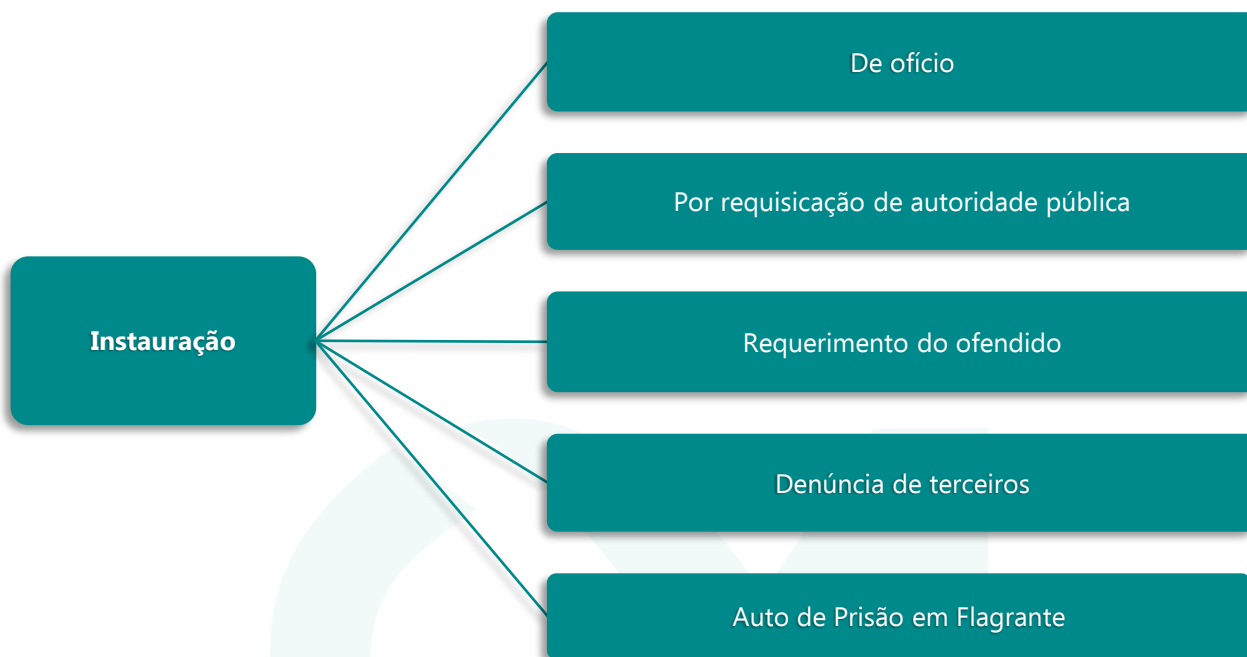 De ofício
Por requisicação de autoridade pública
Instauração
Requerimento do ofendido
Denúncia de terceiros
Auto de Prisão em Flagrante